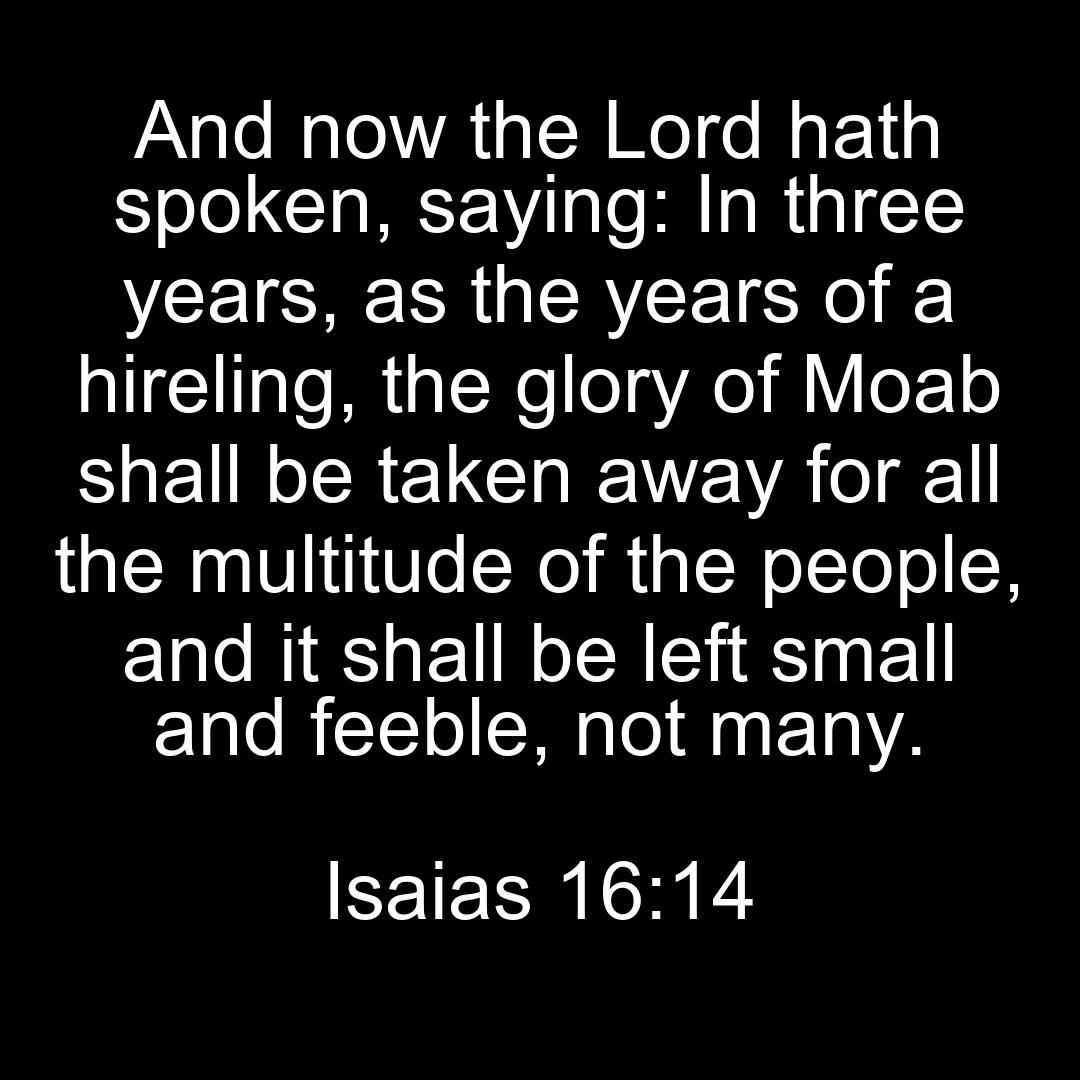 And now the Lord hath
spoken, saying: In three
years, as the years of a
hireling, the glory of Moab
shall be taken away for all
the multitude of the people,
and it shall be left small
and feeble, not many.
Isaias 16:14